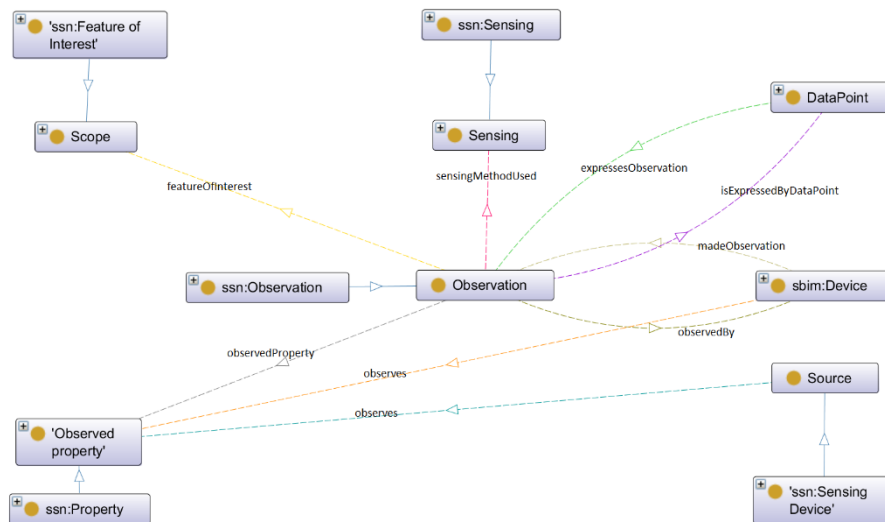 'ssn:Feature of
Interest'
ssn:Sensing
DataPoint
Scope
Sensing
sensingMethodUsed
expressesObservation
featureOfInterest
isExpressedByDataPoint
madeObservation
ssn:Observation
Observation
sbim:Device
observedBy
observedProperty
observes
Source
observes
'Observed
property'
ssn:Property
'ssn:Sensing
Device'